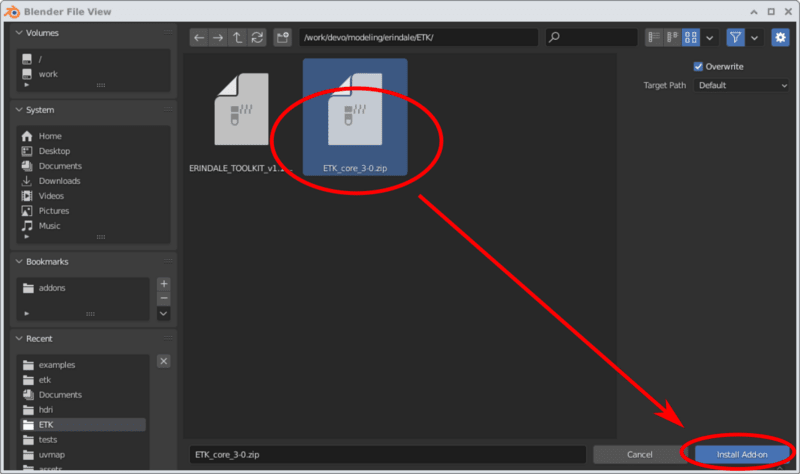 Blender File View
Volumes
/
work
System
Home
Desktop
Documents
Downloads
Videos
Pictures
Music
Bookmarks
addons
Recent
examples
etk
Documents
hdri
ETK
tests
uvmap
assets
/work/devo/modeling/erindale/ETK/
ERINDALE_TOOLKIT_v1.2...
ETK_core_3-0.zip
Overwrite
Target Path Default
ETK_core_3-0.zip
Cancel
Install Add-on